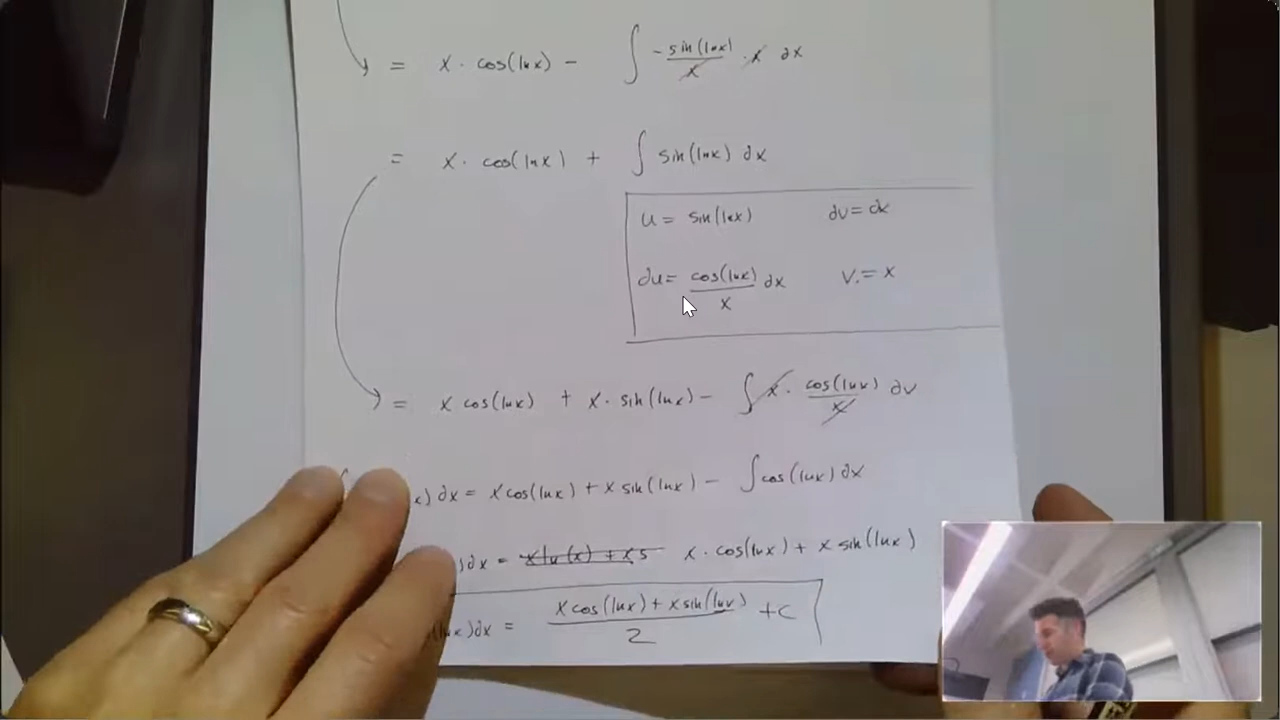 = x · cos(lnx) - ∫ -sin(lnx)/x · x dx
= x · cos(lnx) + ∫ sin(lnx) dx
u = sin(lnx) dv = dx
du = cos(lnx)/x dx v = x
= x cos(lnx) + x · sin(lnx) - ∫ x · cos(lnx)/x dx
x) dx = x cos(lnx) + x sin(lnx) - ∫ cos(lnx) dx
)dx = x ln(x) + x s x · cos(lnx) + x sin(lnx)
(lnx)dx = x cos(lnx) + x sin(lnx)/2 + C